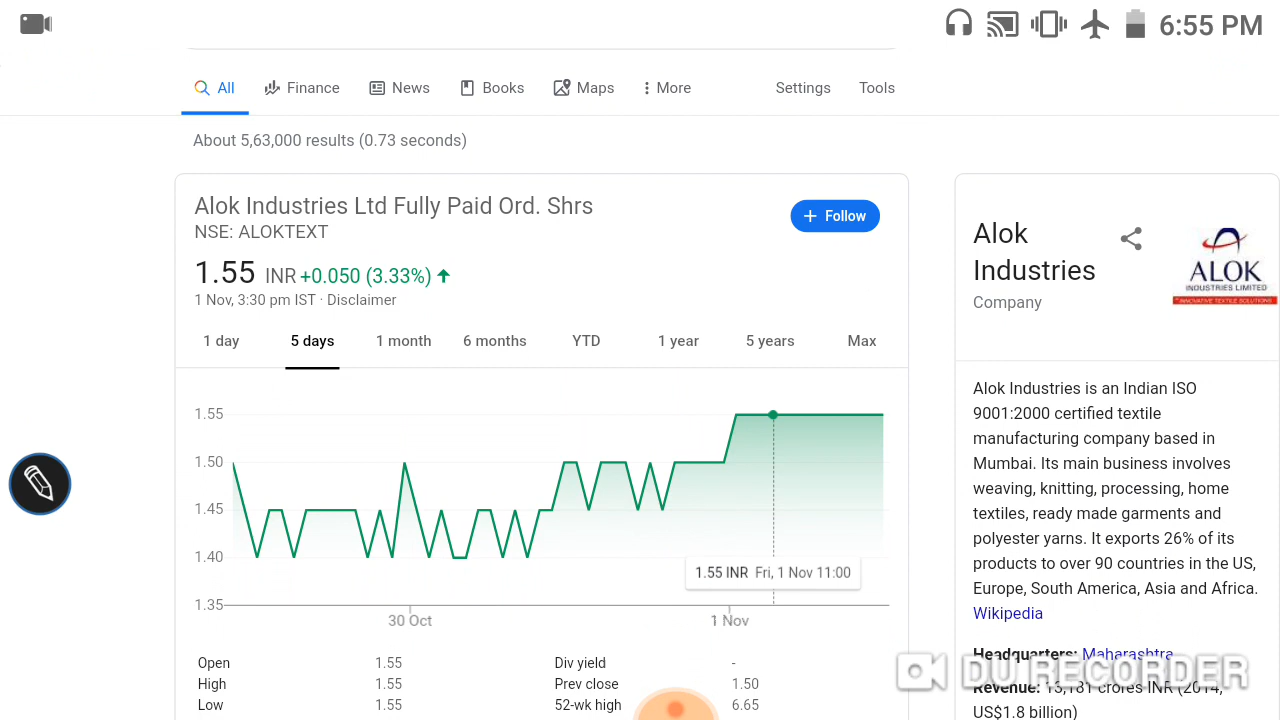 6:55 PM
All
Finance
News
Books
Maps
More
Settings
Tools
About 5,63,000 results (0.73 seconds)
Alok Industries Ltd Fully Paid Ord. Shrs
NSE: ALOKTEXT
+ Follow
1.55 INR +0.050 (3.33%)
1 Nov, 3:30 pm IST · Disclaimer
1 day
5 days
1 month
6 months
YTD
1 year
5 years
Max
1.55
1.50
1.45
1.40
1.35
1.55 INR Fri, 1 Nov 11:00
30 Oct
1 Nov
Open 1.55
High 1.55
Low 1.55
Div yield -
Prev close 1.50
52-wk high 6.65
Alok
Industries
Company
ALOK
INDUSTRIES LIMITED
"INNOVATIVE TEXTILE SOLUTIONS"
Alok Industries is an Indian ISO
9001:2000 certified textile
manufacturing company based in
Mumbai. Its main business involves
weaving, knitting, processing, home
textiles, ready made garments and
polyester yarns. It exports 26% of its
products to over 90 countries in the US,
Europe, South America, Asia and Africa.
Wikipedia
Headquarters: Maharashtra
Revenue: 13,131 crores INR (2014,
US$1.8 billion)
DU RECORDER